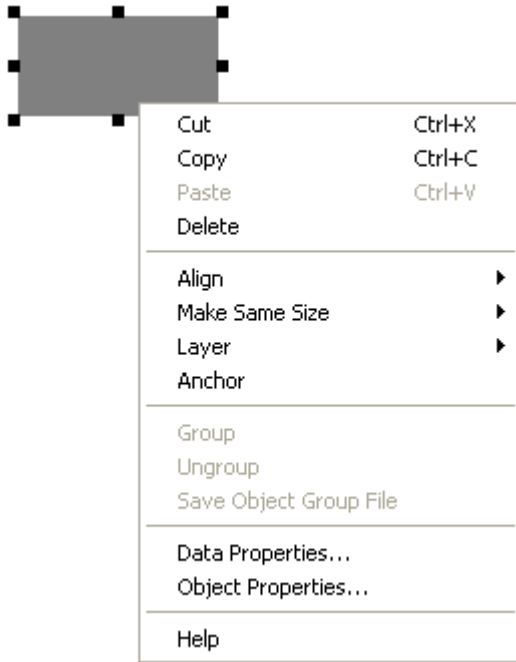 Cut Ctrl+X
Copy Ctrl+C
Paste Ctrl+V
Delete
Align
Make Same Size
Layer
Anchor
Group
Ungroup
Save Object Group File
Data Properties...
Object Properties...
Help